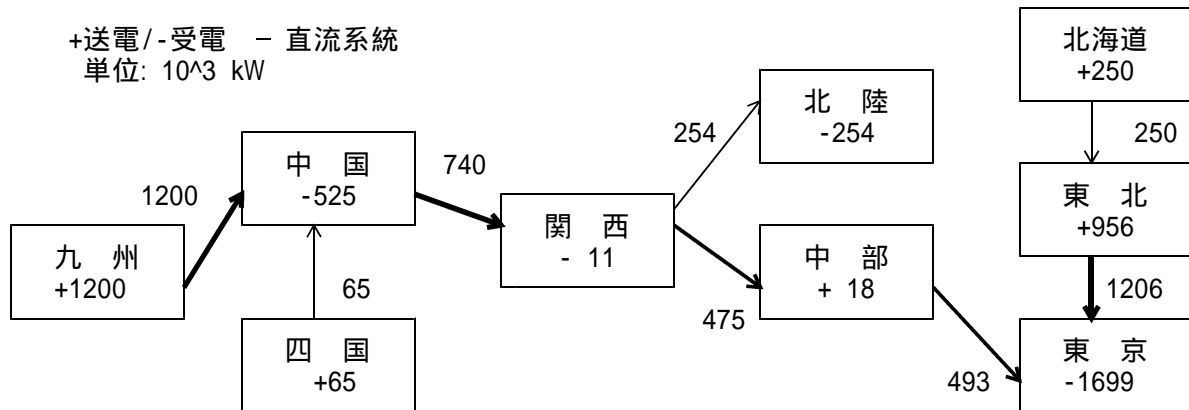 +送電/-受電 － 直流系統
単位: 10^3 kW
北海道
+250
250
北 陸
-254
254
中 国
-525
740
1200
関 西
- 11
東 北
+956
九 州
+1200
65
中 部
+ 18
475
1206
四 国
+65
493
東 京
-1699